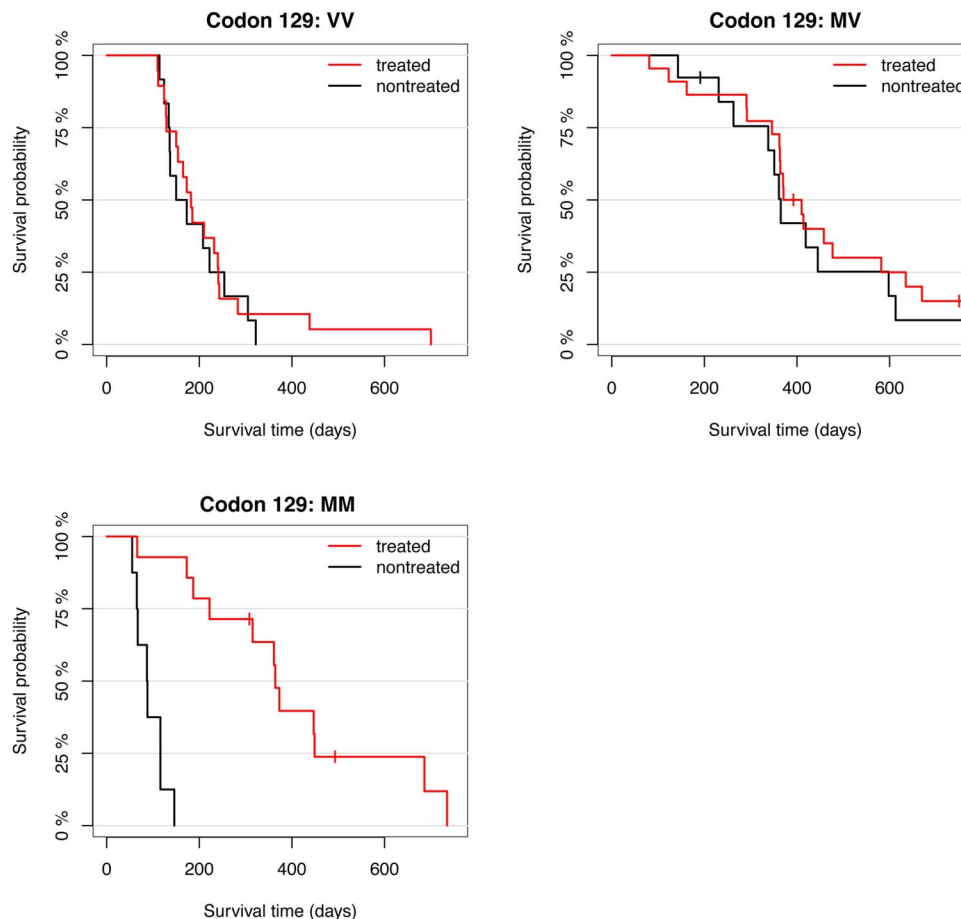 Codon 129: VV
treated
nontreated
Survival probability
0 %
25 %
50 %
75 %
100 %
0
200
400
600
Survival time (days)
Codon 129: MV
treated
nontreated
Survival probability
0 %
25 %
50 %
75 %
100 %
0
200
400
600
Survival time (days)
Codon 129: MM
treated
nontreated
Survival probability
0 %
25 %
50 %
75 %
100 %
0
200
400
600
Survival time (days)